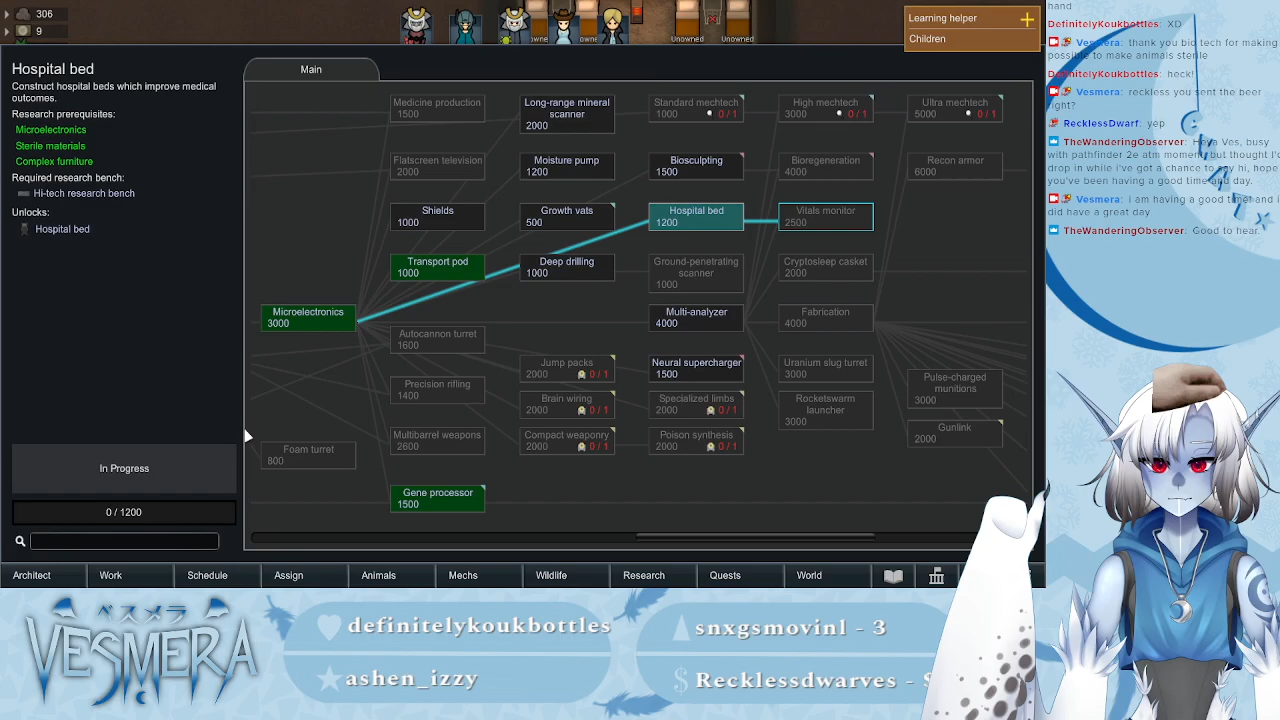 306
9
Unowned
Unowned
Learning helper
Children
Hospital bed
Construct hospital beds which improve medical
outcomes.
Research prerequisites:
Microelectronics
Sterile materials
Complex furniture
Required research bench:
Hi-tech research bench
Unlocks:
Hospital bed
In Progress
0 / 1200
Main
Medicine production
1500
Long-range mineral
scanner
2000
Standard mechtech
1000 0 / 1
High mechtech
3000 0 / 1
Ultra mechtech
5000 0 / 1
Flatscreen television
2000
Moisture pump
1200
Biosculpting
1500
Bioregeneration
4000
Recon armor
6000
Shields
1000
Growth vats
500
Hospital bed
1200
Vitals monitor
2500
Transport pod
1000
Deep drilling
1000
Ground-penetrating
scanner
1000
Cryptosleep casket
2000
Microelectronics
3000
Autocannon turret
1600
Multi-analyzer
4000
Fabrication
4000
Jump packs
2000 0 / 1
Neural supercharger
1500
Uranium slug turret
3000
Precision rifling
1400
Brain wiring
2000 0 / 1
Specialized limbs
2000 0 / 1
Rocketswarm
launcher
3000
Pulse-charged
munitions
3000
Foam turret
800
Multibarrel weapons
2600
Compact weaponry
2000 0 / 1
Poison synthesis
2000 0 / 1
Gunlink
2000
Gene processor
1500
Architect
Work
Schedule
Assign
Animals
Mechs
Wildlife
Research
Quests
World
hand
DefinitelyKoukbottles: XD
Vesmera: thank you bio tech for making
possible to make animals sterile
DefinitelyKoukbottles: heck!
Vesmera: reckless you sent the beer
right?
RecklessDwarf: yep
TheWanderingObserver: Heya Ves, busy
with pathfinder 2e atm moment but thought I'd
drop in while i've got a chance to say hi, hope
you've been having a good time and day.
Vesmera: i am having a good time! and i
did have a great day
TheWanderingObserver: Good to hear.
ベスメラ
VESMERA
definitelykoukbottles
ashen_izzy
snxgsmovinl - 3
Recklessdwarves - $